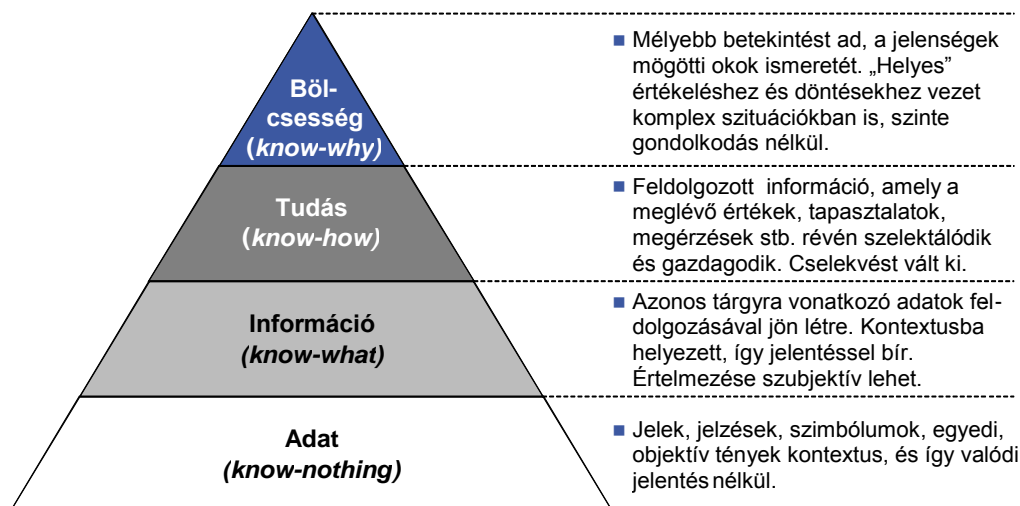 Böl-
csesség
(know-why)
■ Mélyebb betekintést ad, a jelenségek
mögötti okok ismeretét. „Helyes”
értékeléshez és döntésekhez vezet
komplex szituációkban is, szinte
gondolkodás nélkül.
Tudás
(know-how)
■ Feldolgozott információ, amely a
meglévő értékek, tapasztalatok,
megérzések stb. révén szelektálódik
és gazdagodik. Cselekvést vált ki.
Információ
(know-what)
■ Azonos tárgyra vonatkozó adatok fel-
dolgozásával jön létre. Kontextusba
helyezett, így jelentéssel bír.
Értelmezése szubjektív lehet.
Adat
(know-nothing)
■ Jelek, jelzések, szimbólumok, egyedi,
objektív tények kontextus, és így valódi
jelentés nélkül.